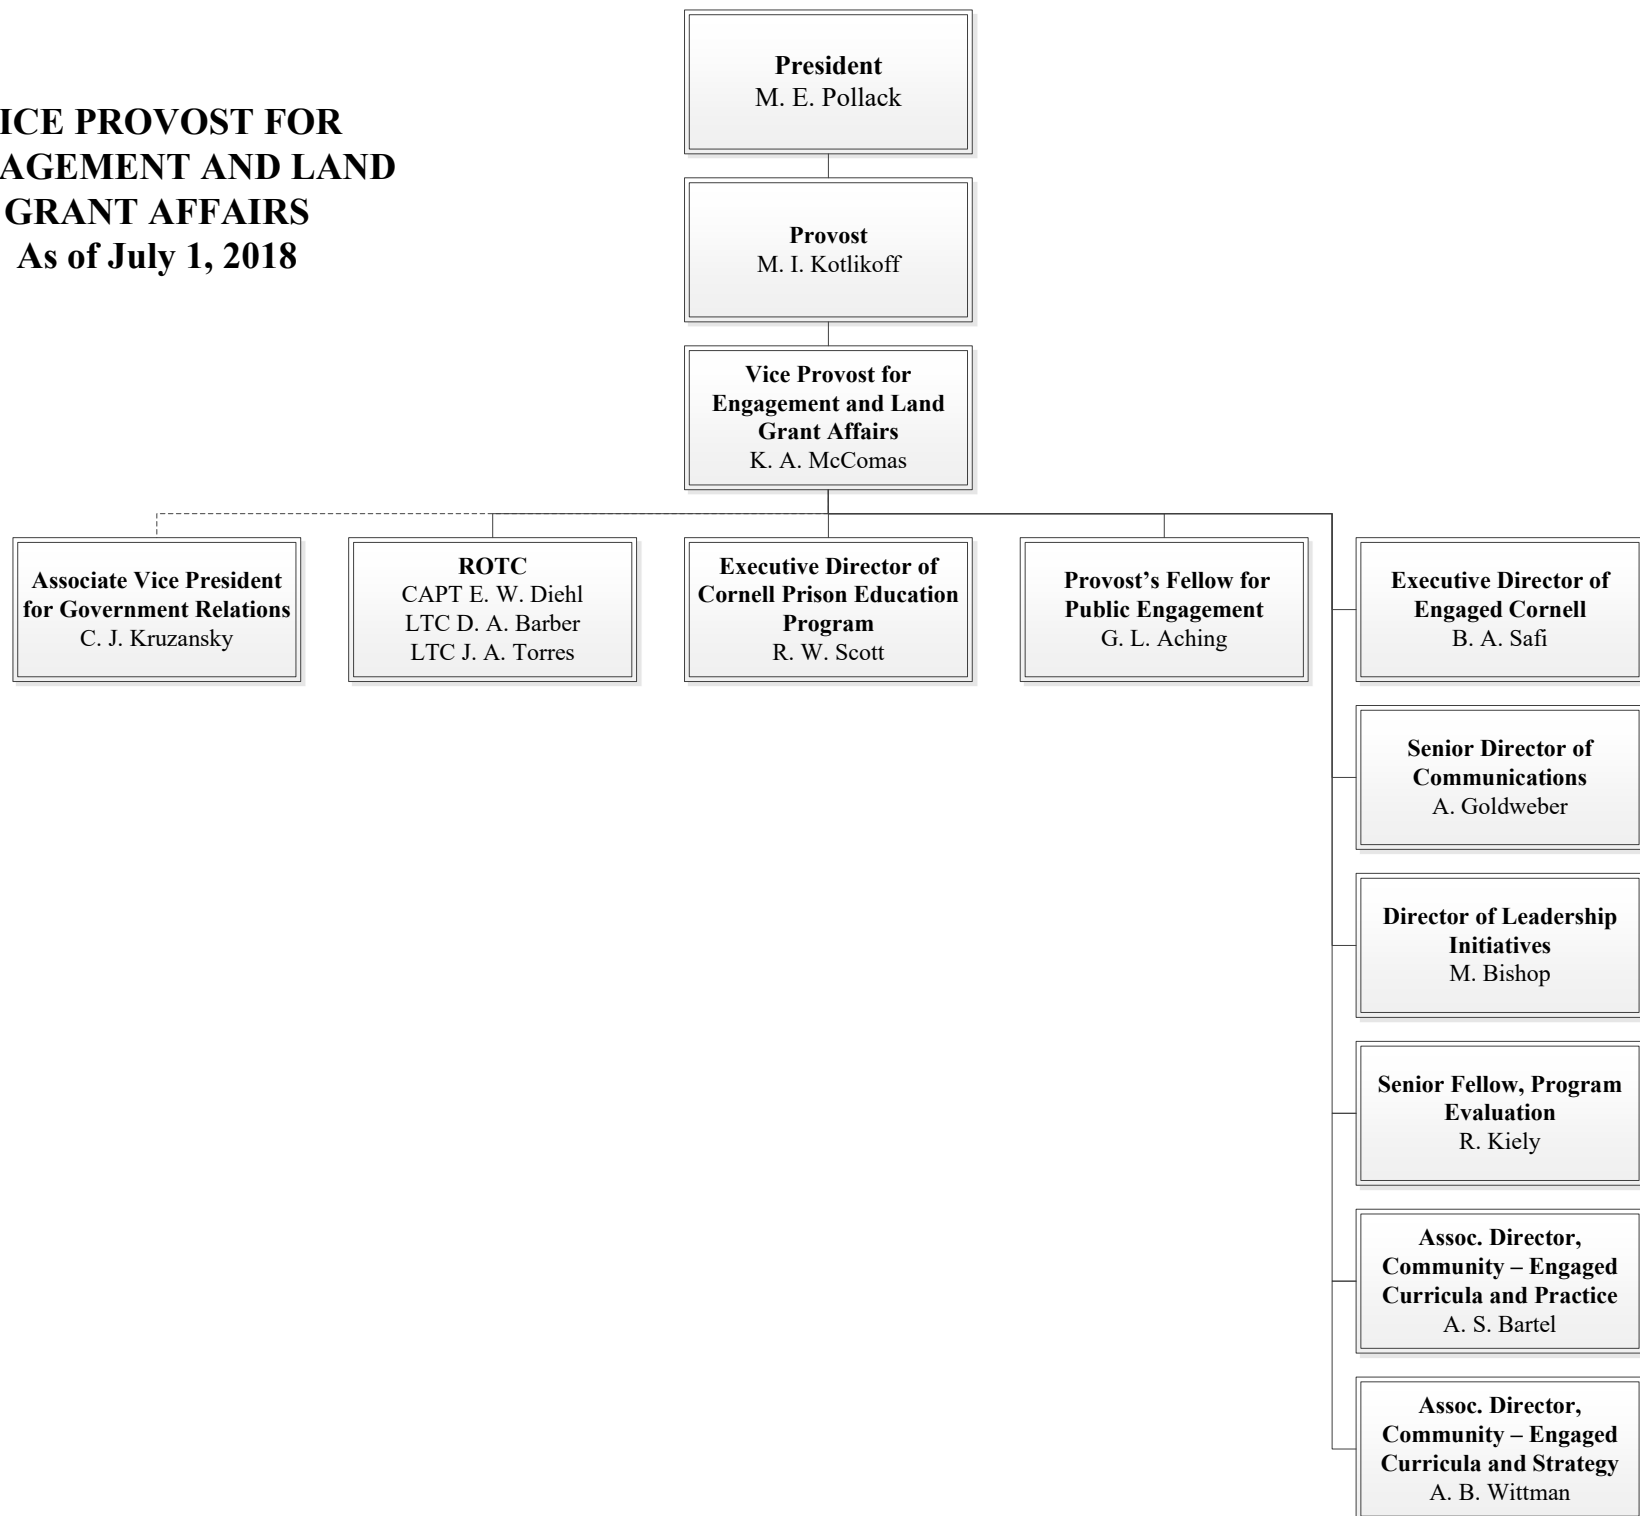 ICE PROVOST FOR
AGEMENT AND LAND
GRANT AFFAIRS
As of July 1, 2018
President
M. E. Pollack
Provost
M. I. Kotlikoff
Vice Provost for
Engagement and Land
Grant Affairs
K. A. McComas
Associate Vice President
for Government Relations
C. J. Kruzansky
ROTC
CAPT E. W. Diehl
LTC D. A. Barber
LTC J. A. Torres
Executive Director of
Cornell Prison Education
Program
R. W. Scott
Provost’s Fellow for
Public Engagement
G. L. Aching
Executive Director of
Engaged Cornell
B. A. Safi
Senior Director of
Communications
A. Goldweber
Director of Leadership
Initiatives
M. Bishop
Senior Fellow, Program
Evaluation
R. Kiely
Assoc. Director,
Community – Engaged
Curricula and Practice
A. S. Bartel
Assoc. Director,
Community – Engaged
Curricula and Strategy
A. B. Wittman